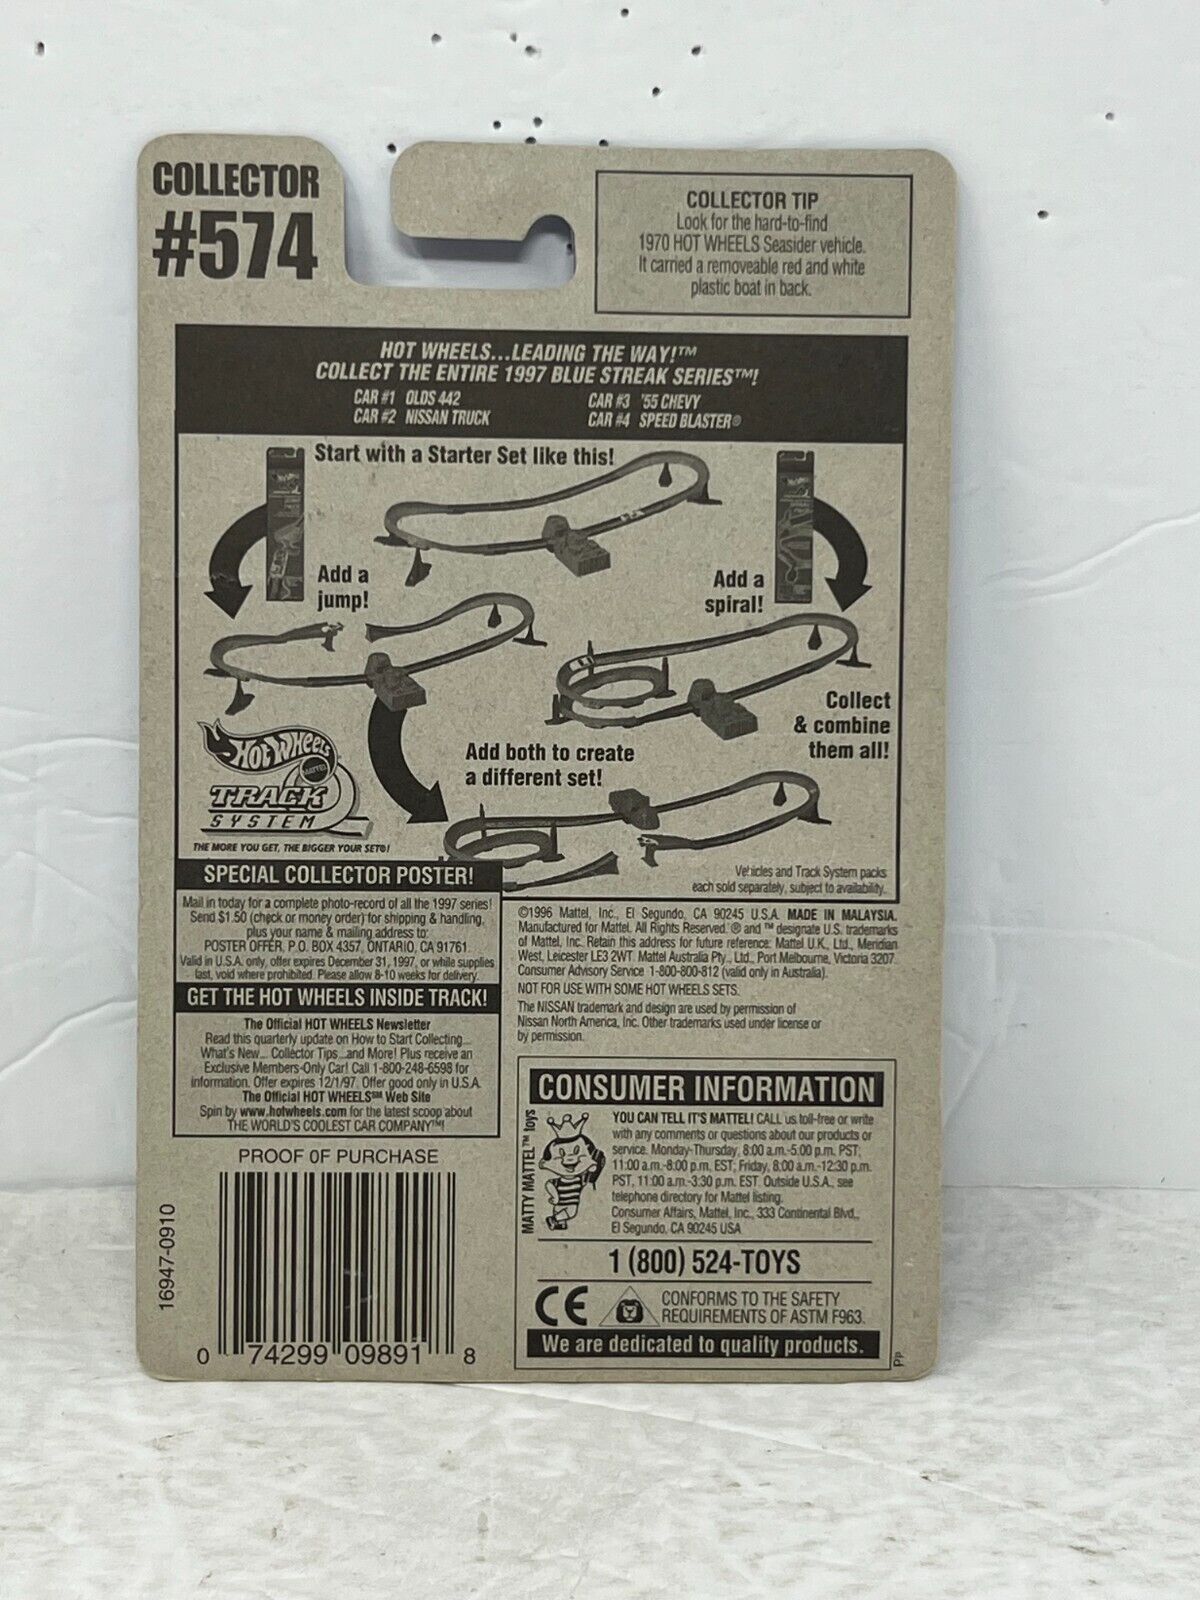 COLLECTOR
#574
COLLECTOR TIP
Look for the hard-to-find
1970 HOT WHEELS Seasider vehicle.
It carried a removeable red and white
plastic boat in back.
HOT WHEELS...LEADING THE WAY!™
COLLECT THE ENTIRE 1997 BLUE STREAK SERIES™!
CAR #1 OLDS 442
CAR #2 NISSAN TRUCK
CAR #3 '55 CHEVY
CAR #4 SPEED BLASTER®
Start with a Starter Set like this!
Add a
jump!
Add a
spiral!
Collect
& combine
them all!
Add both to create
a different set!
Hot Wheels
MATTEL
TRACK
SYSTEM
THE MORE YOU GET, THE BIGGER YOUR SET®!
Vehicles and Track System packs
each sold separately, subject to availability.
SPECIAL COLLECTOR POSTER!
Mail in today for a complete photo-record of all the 1997 series!
Send $1.50 (check or money order) for shipping & handling,
plus your name & mailing address to:
POSTER OFFER, P.O. BOX 4357, ONTARIO, CA 91761.
Valid in U.S.A. only, offer expires December 31, 1997, or while supplies
last, void where prohibited. Please allow 8-10 weeks for delivery.
GET THE HOT WHEELS INSIDE TRACK!
The Official HOT WHEELS Newsletter
Read this quarterly update on How to Start Collecting...
What's New... Collector Tips...and More! Plus receive an
Exclusive Members-Only Car! Call 1-800-248-6598 for
information. Offer expires 12/1/97. Offer good only in U.S.A.
The Official HOT WHEELS℠ Web Site
Spin by www.hotwheels.com for the latest scoop about
THE WORLD'S COOLEST CAR COMPANY™!
©1996 Mattel, Inc., El Segundo, CA 90245 U.S.A. MADE IN MALAYSIA.
Manufactured for Mattel. All Rights Reserved. ® and ™ designate U.S. trademarks
of Mattel, Inc. Retain this address for future reference: Mattel U.K., Ltd., Meridian
West, Leicester LE3 2WT. Mattel Australia Pty., Ltd., Port Melbourne, Victoria 3207.
Consumer Advisory Service 1-800-800-812 (valid only in Australia).
NOT FOR USE WITH SOME HOT WHEELS SETS.
The NISSAN trademark and design are used by permission of
Nissan North America, Inc. Other trademarks used under license or
by permission.
CONSUMER INFORMATION
MATTY MATTEL™ toys
YOU CAN TELL IT'S MATTEL! CALL us toll-free or write
with any comments or questions about our products or
service. Monday-Thursday, 8:00 a.m.-5:00 p.m. PST,
11:00 a.m.-8:00 p.m. EST; Friday, 8:00 a.m.-12:30 p.m.
PST, 11:00 a.m.-3:30 p.m. EST. Outside U.S.A., see
telephone directory for Mattel listing.
Consumer Affairs, Mattel, Inc., 333 Continental Blvd.,
El Segundo, CA 90245 USA
1 (800) 524-TOYS
CE
CONFORMS TO THE SAFETY
REQUIREMENTS OF ASTM F963.
We are dedicated to quality products.
Pp
PROOF OF PURCHASE
16947-0910
0 74299 09891 8